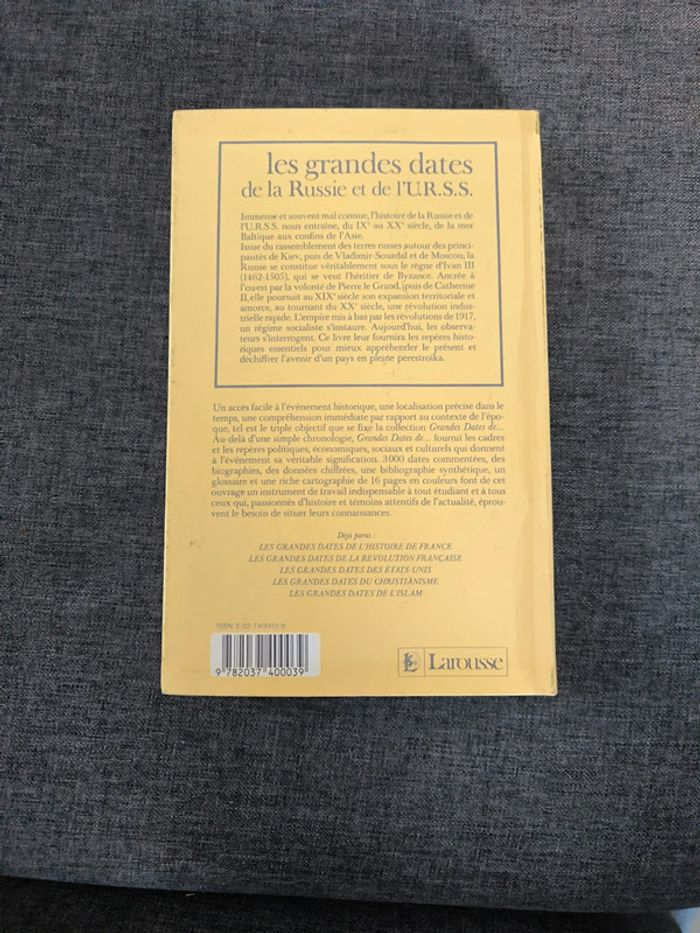 les grandes dates
de la Russie et de l'U.R.S.S.
Immense et souvent mal connue, l'histoire de la Russie et de
l'U.R.S.S. nous entraîne, du IXe au XXe siècle, de la mer
Baltique aux confins de l'Asie.
Issue du rassemblement des terres russes autour des princi-
pautés de Kiev, puis de Vladimir-Souzdal et de Moscou, la
Russie se constitue véritablement sous le règne d'Ivan III
(1462-1505), qui se veut l'héritier de Byzance. Ancrée à
l'ouest par la volonté de Pierre le Grand, puis de Catherine
II, elle poursuit au XIXe siècle son expansion territoriale et
amorce, au tournant du XXe siècle, une révolution indus-
trielle rapide. L'empire mis à bas par les révolutions de 1917,
un régime socialiste s'instaure. Aujourd'hui, les observa-
teurs s'interrogent. Ce livre leur fournira les repères histo-
riques essentiels pour mieux appréhender le présent et
déchiffrer l'avenir d'un pays en pleine perestroïka.
Un accès facile à l'événement historique, une localisation précise dans le
temps, une compréhension immédiate par rapport au contexte de l'épo-
que, tel est le triple objectif que se fixe la collection Grandes Dates de...
Au-delà d'une simple chronologie, Grandes Dates de... fournit les cadres
et les repères politiques, économiques, sociaux et culturels qui donnent
à l'événement sa véritable signification. 3 000 dates commentées, des
biographies, des données chiffrées, une bibliographie synthétique, un
glossaire et une riche cartographie de 16 pages en couleurs font de cet
ouvrage un instrument de travail indispensable à tout étudiant et à tous
ceux qui, passionnés d'histoire et témoins attentifs de l'actualité, éprou-
vent le besoin de situer leurs connaissances.
Déjà parus :
LES GRANDES DATES DE L'HISTOIRE DE FRANCE
LES GRANDES DATES DE LA RÉVOLUTION FRANÇAISE
LES GRANDES DATES DES ÉTATS-UNIS
LES GRANDES DATES DU CHRISTIANISME
LES GRANDES DATES DE L'ISLAM
ISBN 2-03-740003-9
9 782037 400039
Larousse